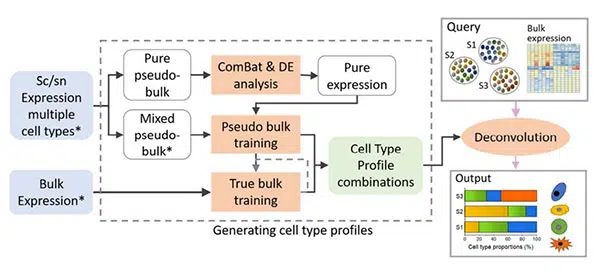 Sc/sn
Expression
multiple
cell types*
Bulk
Expression*
Pure
pseudo-
bulk
Mixed
pseudo-
bulk*
ComBat & DE
analysis
Pure
expression
Pseudo bulk
training
True bulk
training
Cell Type
Profile
combinations
Generating cell type profiles
Query
S1
S2
S3
Bulk
expression
Deconvolution
Output
S3
S2
S1
0 20 40 60 80 100
Cell type proportions (%)